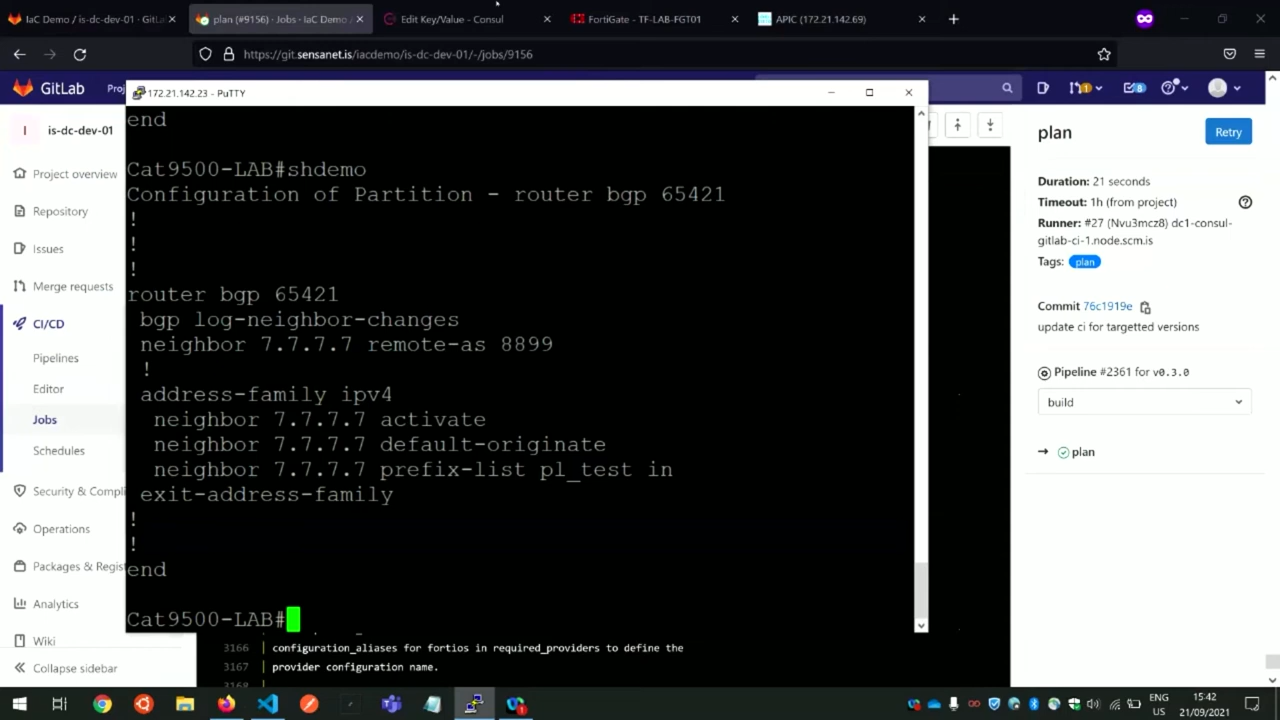 IaC Demo / is-dc-dev-01 · GitLa
plan (#9156) · Jobs · IaC Demo /
Edit Key/Value - Consul
FortiGate - TF-LAB-FGT01
APIC (172.21.142.69)
https://git.sensanet.is/iacdemo/is-dc-dev-01/-/jobs/9156
GitLab
Proj
1
8
172.21.142.23 - PuTTY
I
is-dc-dev-01
Project overview
Repository
Issues
Merge requests
CI/CD
Pipelines
Editor
Jobs
Schedules
Security & Compli
Operations
Packages & Regist
Analytics
Wiki
Collapse sidebar
end
Cat9500-LAB#shdemo
Configuration of Partition - router bgp 65421
!
!
!
router bgp 65421
bgp log-neighbor-changes
neighbor 7.7.7.7 remote-as 8899
!
address-family ipv4
neighbor 7.7.7.7 activate
neighbor 7.7.7.7 default-originate
neighbor 7.7.7.7 prefix-list pl_test in
exit-address-family
!
!
end
Cat9500-LAB#
3166 | configuration_aliases for fortios in required_providers to define the
3167 | provider configuration name.
3168 |
plan
Retry
Duration: 21 seconds
Timeout: 1h (from project)
Runner: #27 (Nvu3mcz8) dc1-consul-
gitlab-ci-1.node.scm.is
Tags: plan
Commit 76c1919e
update ci for targetted versions
Pipeline #2361 for v0.3.0
build
→ plan
ENG
US
15:42
21/09/2021